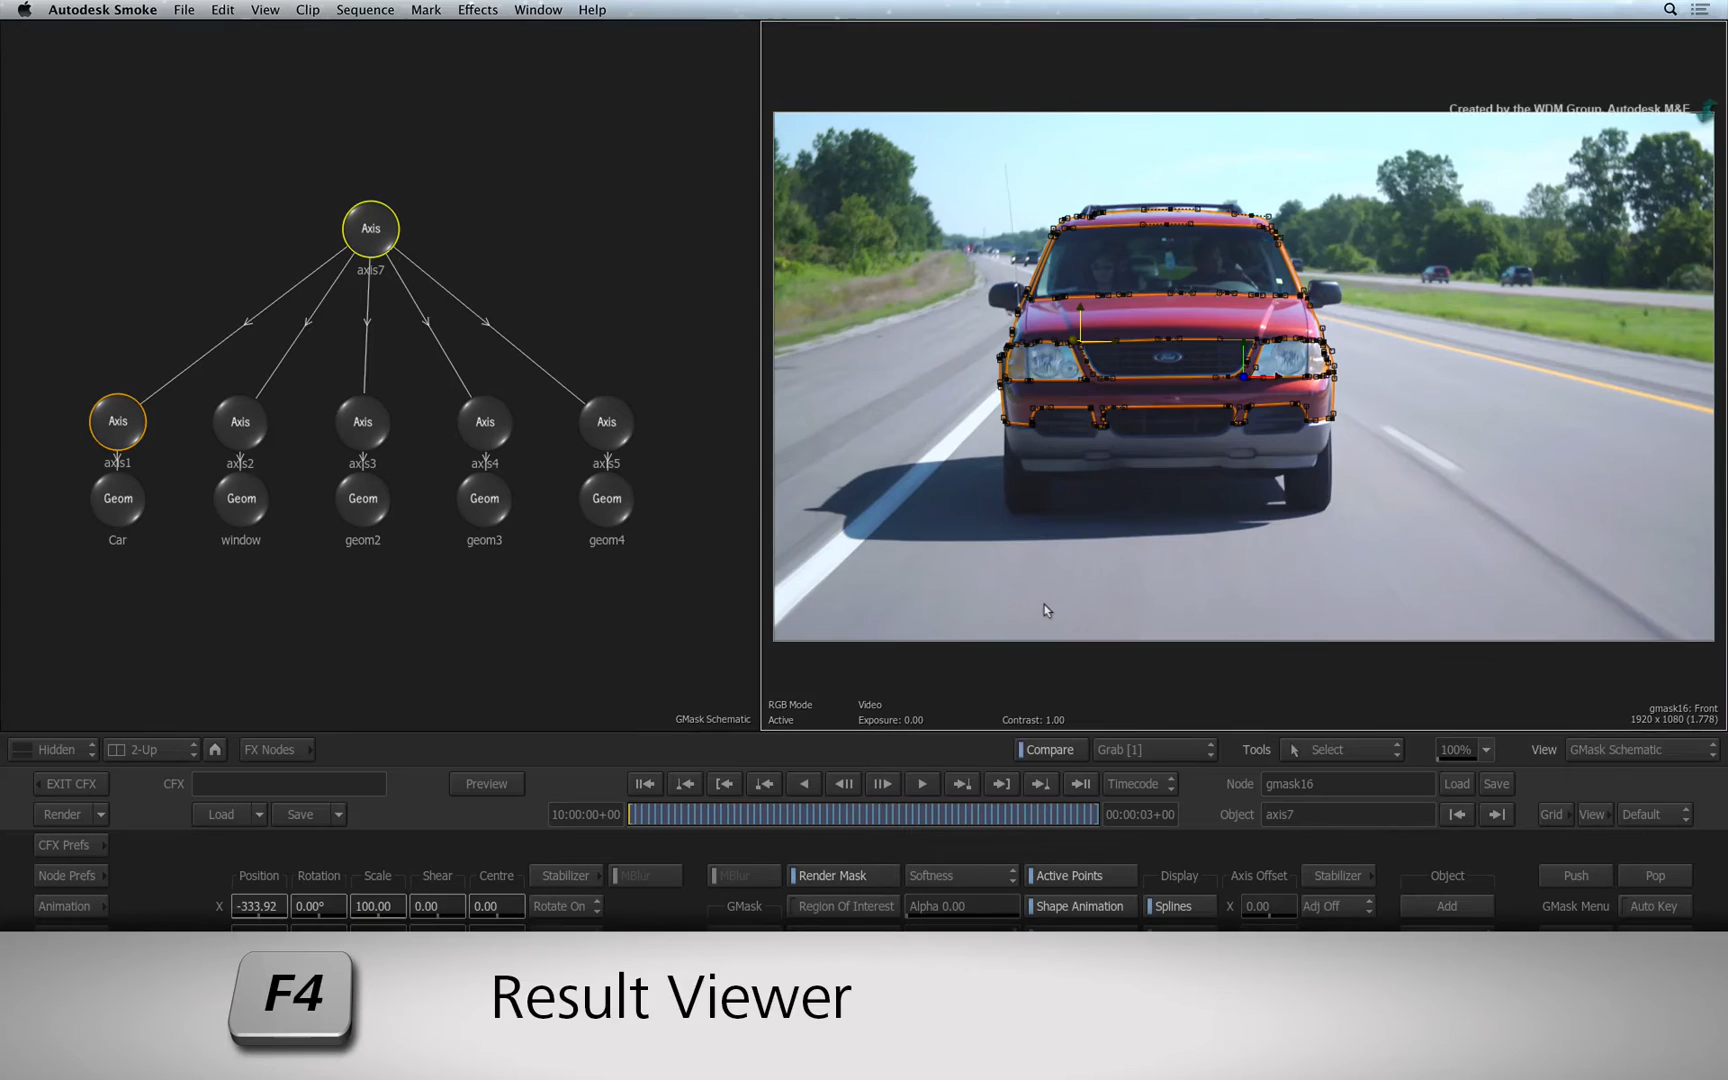 Autodesk Smoke File Edit View Clip Sequence Mark Effects Window Help
Created by the WDM Group, Autodesk M&E
Axis
axis7
Axis Axis Axis Axis Axis
axis1 axis2 axis3 axis4 axis5
Geom Geom Geom Geom Geom
Car window geom2 geom3 geom4
Ford
GMask Schematic
RGB Mode Video gmask16: Front
Active Exposure: 0.00 Contrast: 1.00 1920 x 1080 (1.778)
Hidden 2-Up FX Nodes Compare Grab [1] Tools Select 100% View GMask Schematic
EXIT CFX CFX Preview Timecode Node gmask16 Load Save
Render Load Save 10:00:00+00 00:00:03+00 Object axis7 Grid View Default
CFX Prefs
Node Prefs Position Rotation Scale Shear Centre Stabilizer MBlur MBlur Render Mask Softness Active Points Display Axis Offset Stabilizer Object Push Pop
Animation X -333.92 0.00° 100.00 0.00 0.00 Rotate On GMask Region Of Interest Alpha 0.00 Shape Animation Splines X 0.00 Adj Off Add GMask Menu Auto Key
F4 Result Viewer